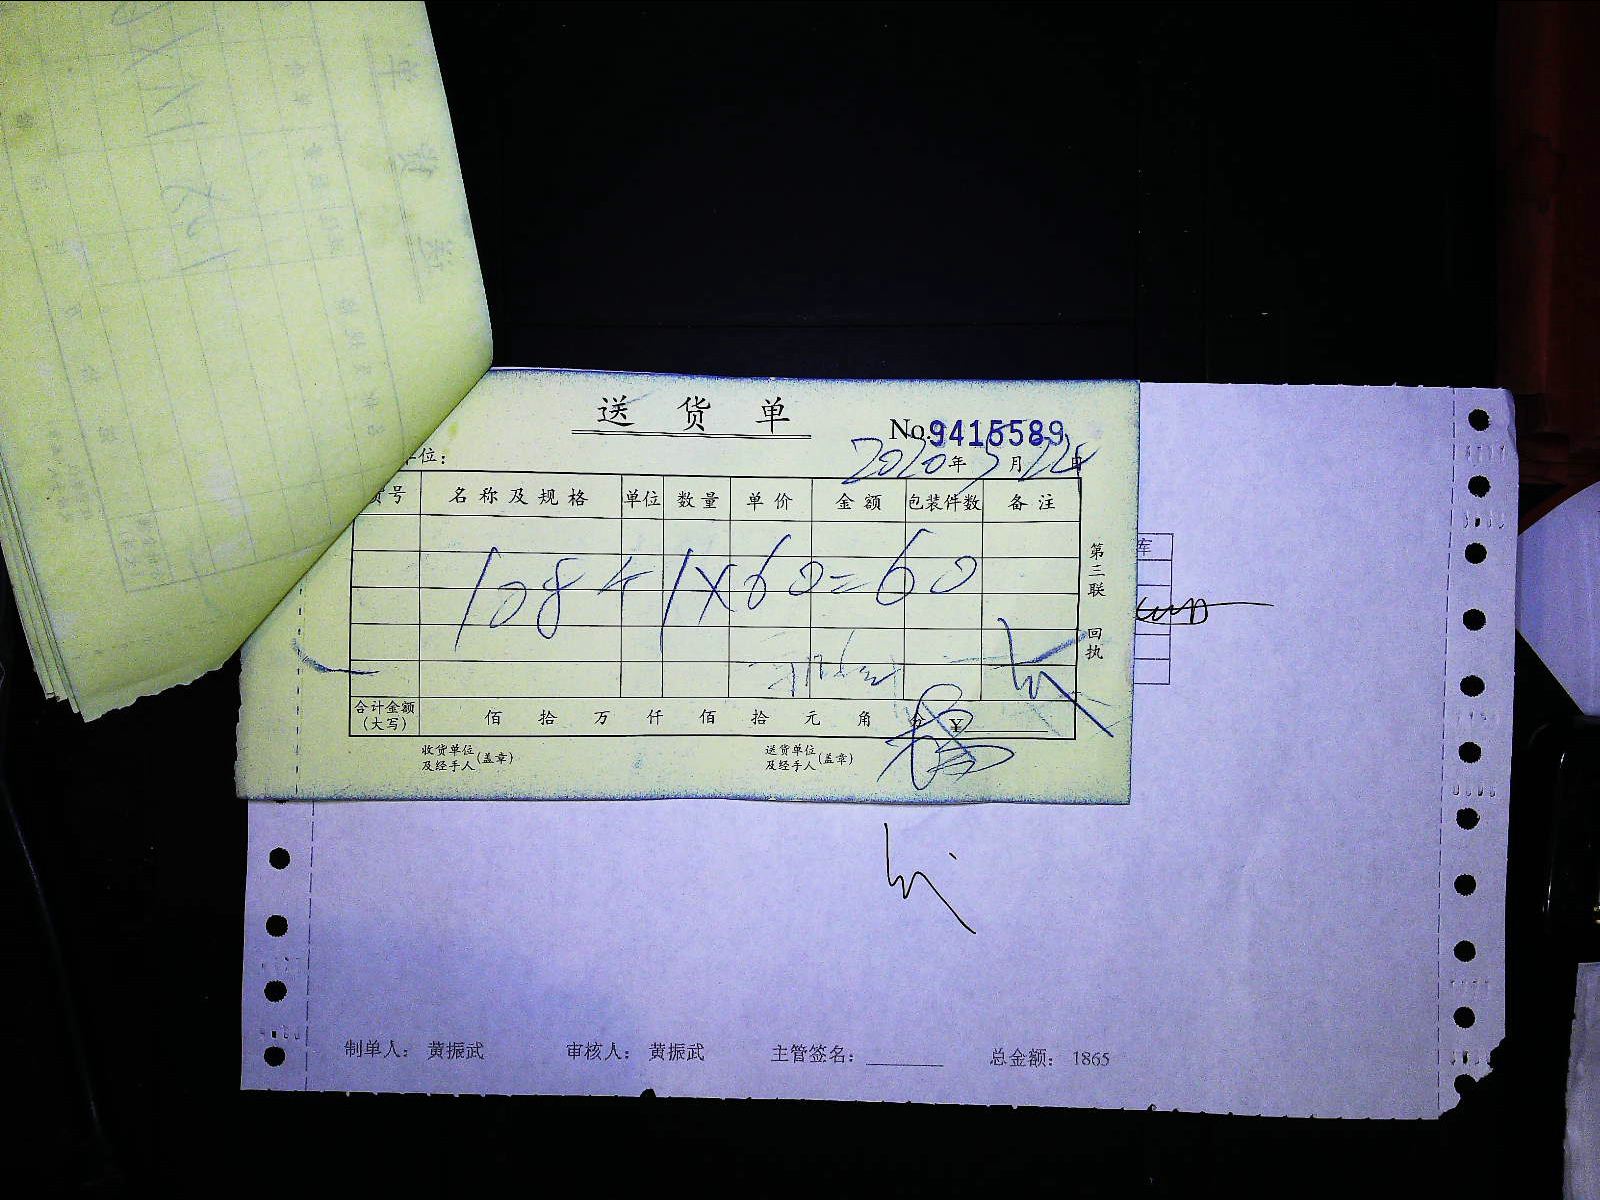 送 货 单
No.9415589
单位:
2020年5月22日
货号 名称及规格 单位 数量 单价 金额 包装件数 备注
1084 1×60=60
第三联 回执
库
合计金额(大写) 佰 拾 万 仟 佰 拾 元 角 分 ¥
收货单位及经手人(盖章) 送货单位及经手人(盖章)
制单人: 黄振武 审核人: 黄振武 主管签名: 总金额: 1865